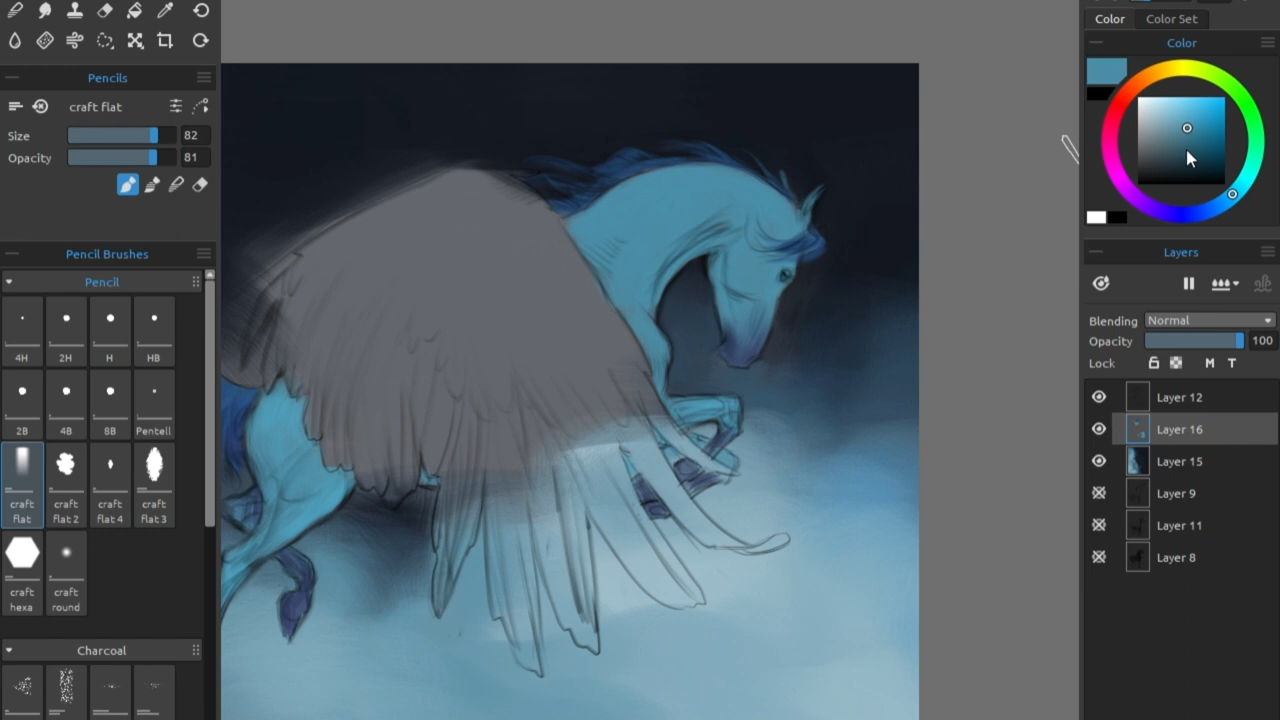 Pencils
craft flat
Size 82
Opacity 81
Pencil Brushes
Pencil
4H 2H H HB
2B 4B 8B Pentell
craft flat
craft flat 2
craft flat 4
craft flat 3
craft hexa
craft round
Charcoal
Color Color Set
Color
Layers
Blending Normal
Opacity 100
Lock M T
Layer 12
Layer 16
Layer 15
Layer 9
Layer 11
Layer 8